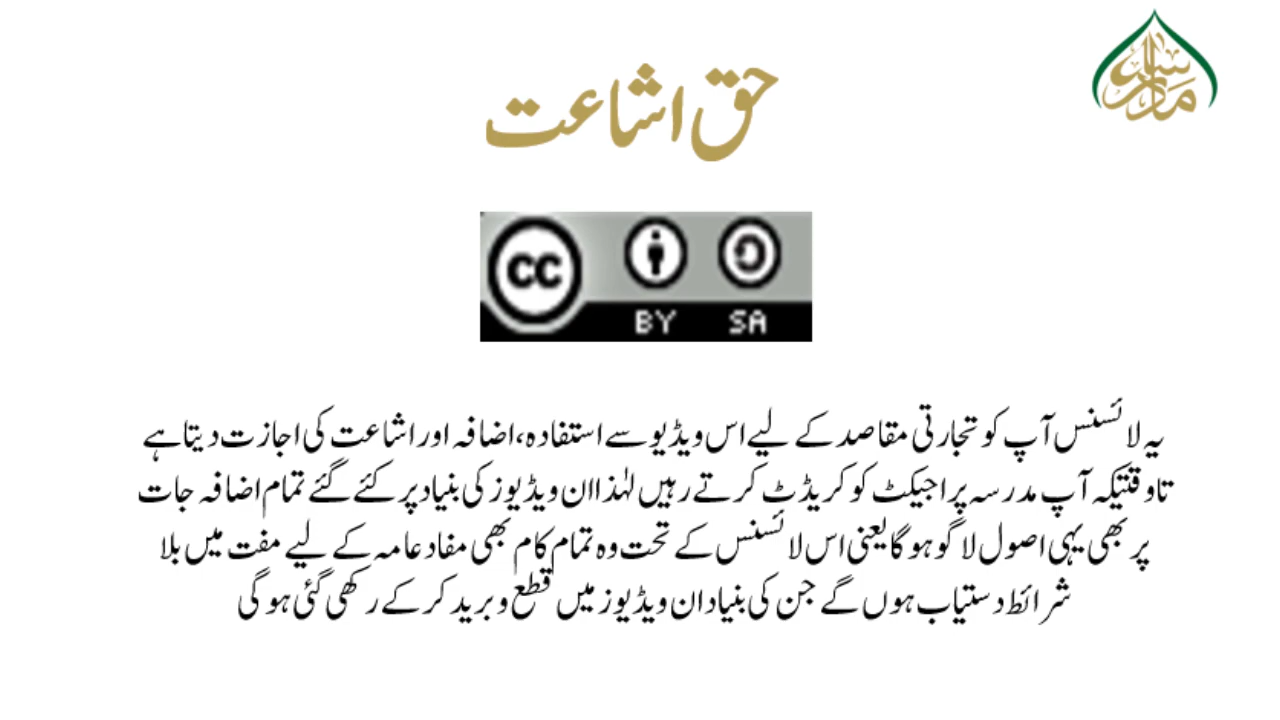 مدرسہ
حق اشاعت
cc
BY SA
یہ لائسنس آپ کو تجارتی مقاصد کے لیے اس ویڈیو سے استفادہ، اضافہ اور اشاعت کی اجازت دیتا ہے
تاوقتیکہ آپ مدرسہ پراجیکٹ کو کریڈٹ کرتے رہیں لہٰذا ان ویڈیوز کی بنیاد پر کئے گئے تمام اضافہ جات
پر بھی یہی اصول لاگو ہو گا یعنی اس لائسنس کے تحت وہ تمام کام بھی مفاد عامہ کے لیے مفت میں بلا
شرائط دستیاب ہوں گے جن کی بنیاد ان ویڈیوز میں قطع و برید کر کے رکھی گئی ہو گی